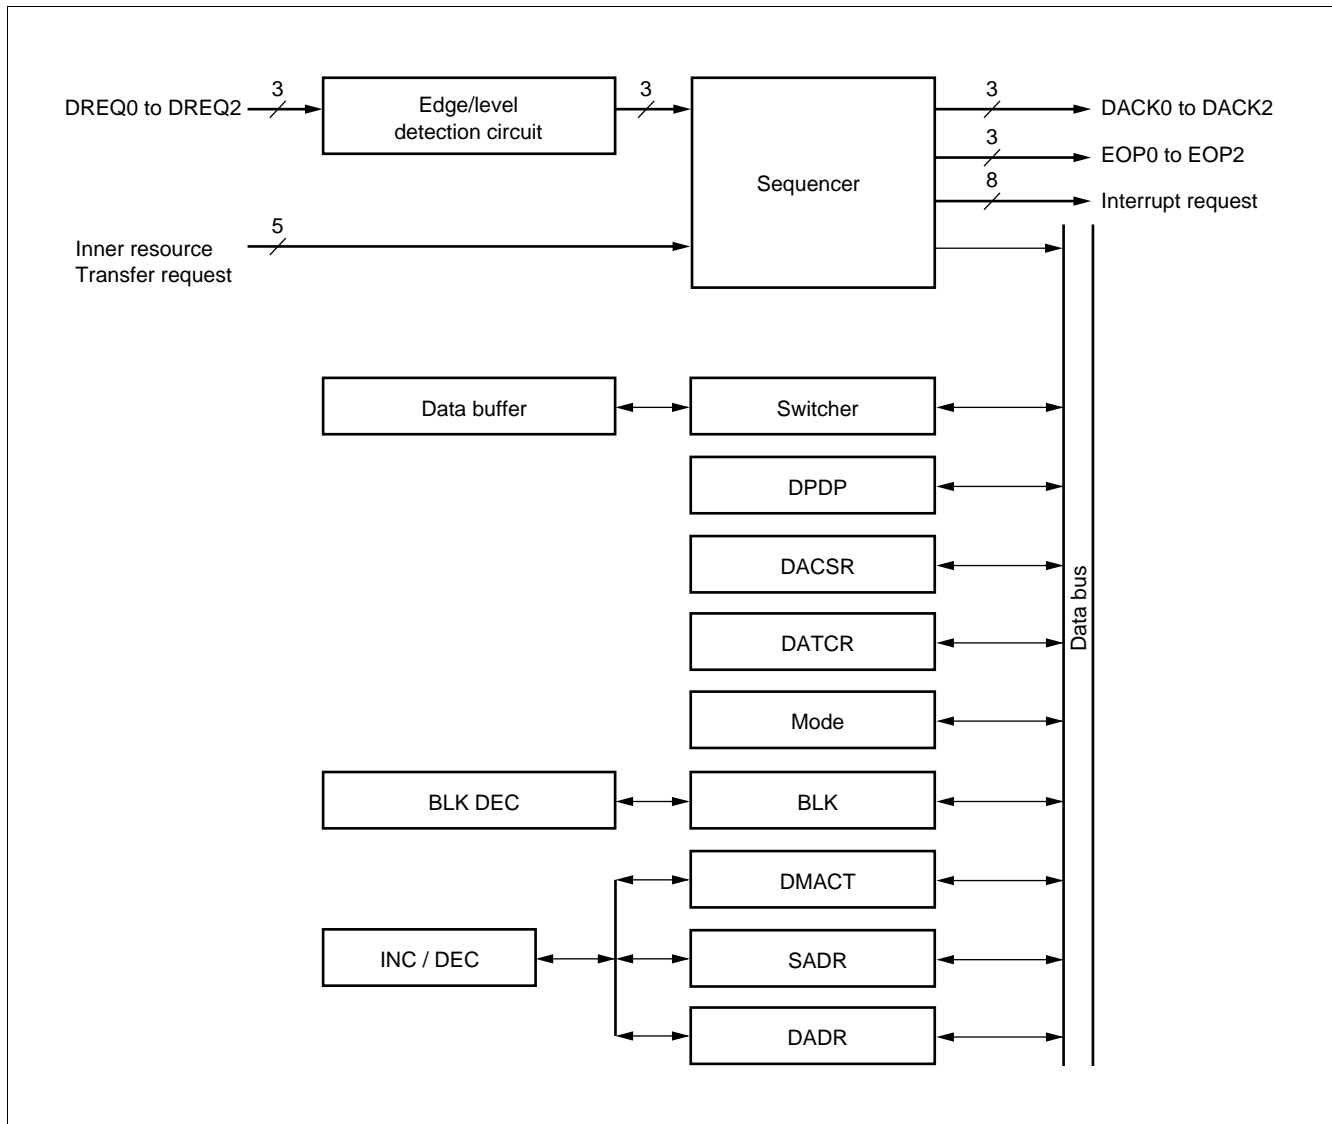 DREQ0 to DREQ2
3
Edge/level
detection circuit
3
Sequencer
3
DACK0 to DACK2
3
EOP0 to EOP2
8
Interrupt request
5
Inner resource
Transfer request
Data buffer
Switcher
DPDP
DACSR
DATCR
Data bus
Mode
BLK DEC
BLK
DMACT
INC / DEC
SADR
DADR